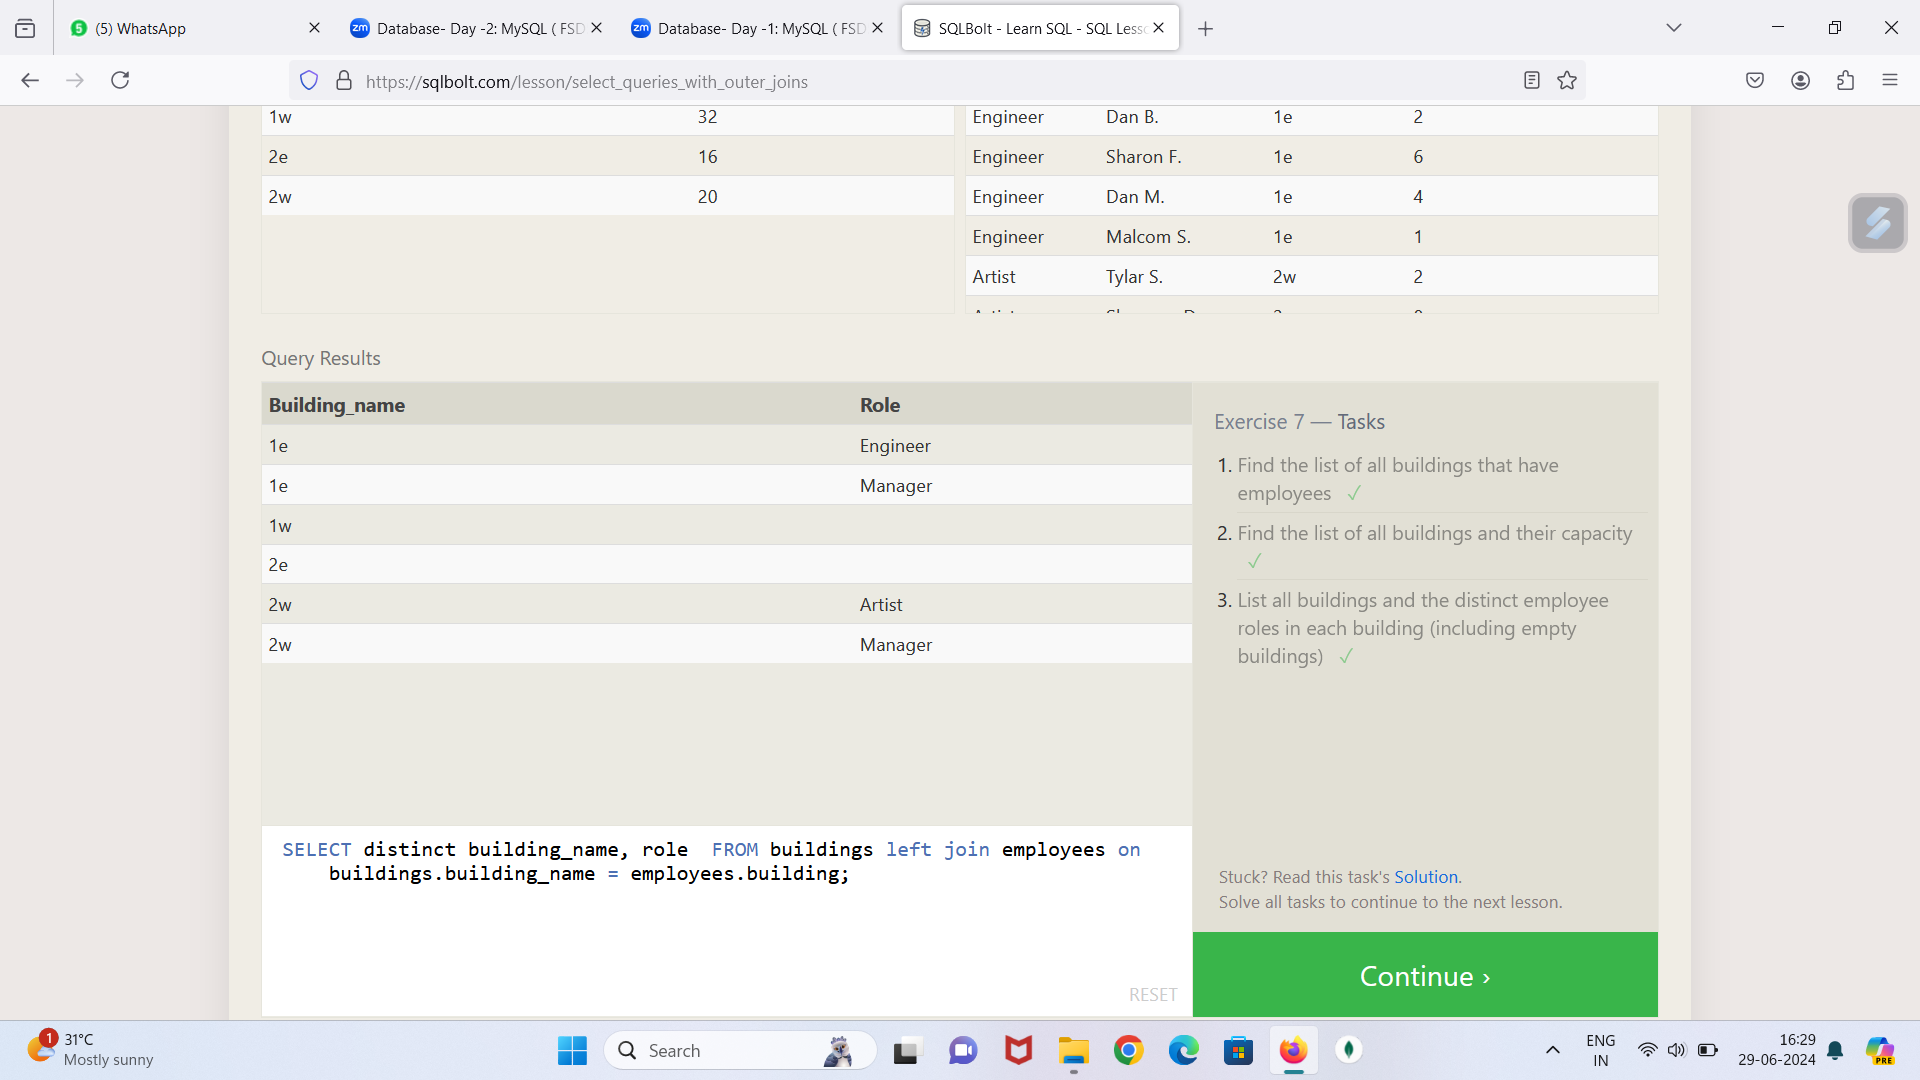 (5) WhatsApp
Database- Day -2: MySQL ( FSD
Database- Day -1: MySQL ( FSD
SQLBolt - Learn SQL - SQL Less
https://sqlbolt.com/lesson/select_queries_with_outer_joins
1w 32
2e 16
2w 20
Engineer Dan B. 1e 2
Engineer Sharon F. 1e 6
Engineer Dan M. 1e 4
Engineer Malcom S. 1e 1
Artist Tylar S. 2w 2
Query Results
Building_name Role
1e Engineer
1e Manager
1w
2e
2w Artist
2w Manager
SELECT distinct building_name, role  FROM buildings left join employees on
buildings.building_name = employees.building;
RESET
Exercise 7 — Tasks
1. Find the list of all buildings that have
employees ✓
2. Find the list of all buildings and their capacity
✓
3. List all buildings and the distinct employee
roles in each building (including empty
buildings) ✓
Stuck? Read this task's Solution.
Solve all tasks to continue to the next lesson.
Continue ›
1
31°C
Mostly sunny
Search
ENG
IN
16:29
29-06-2024
PRE